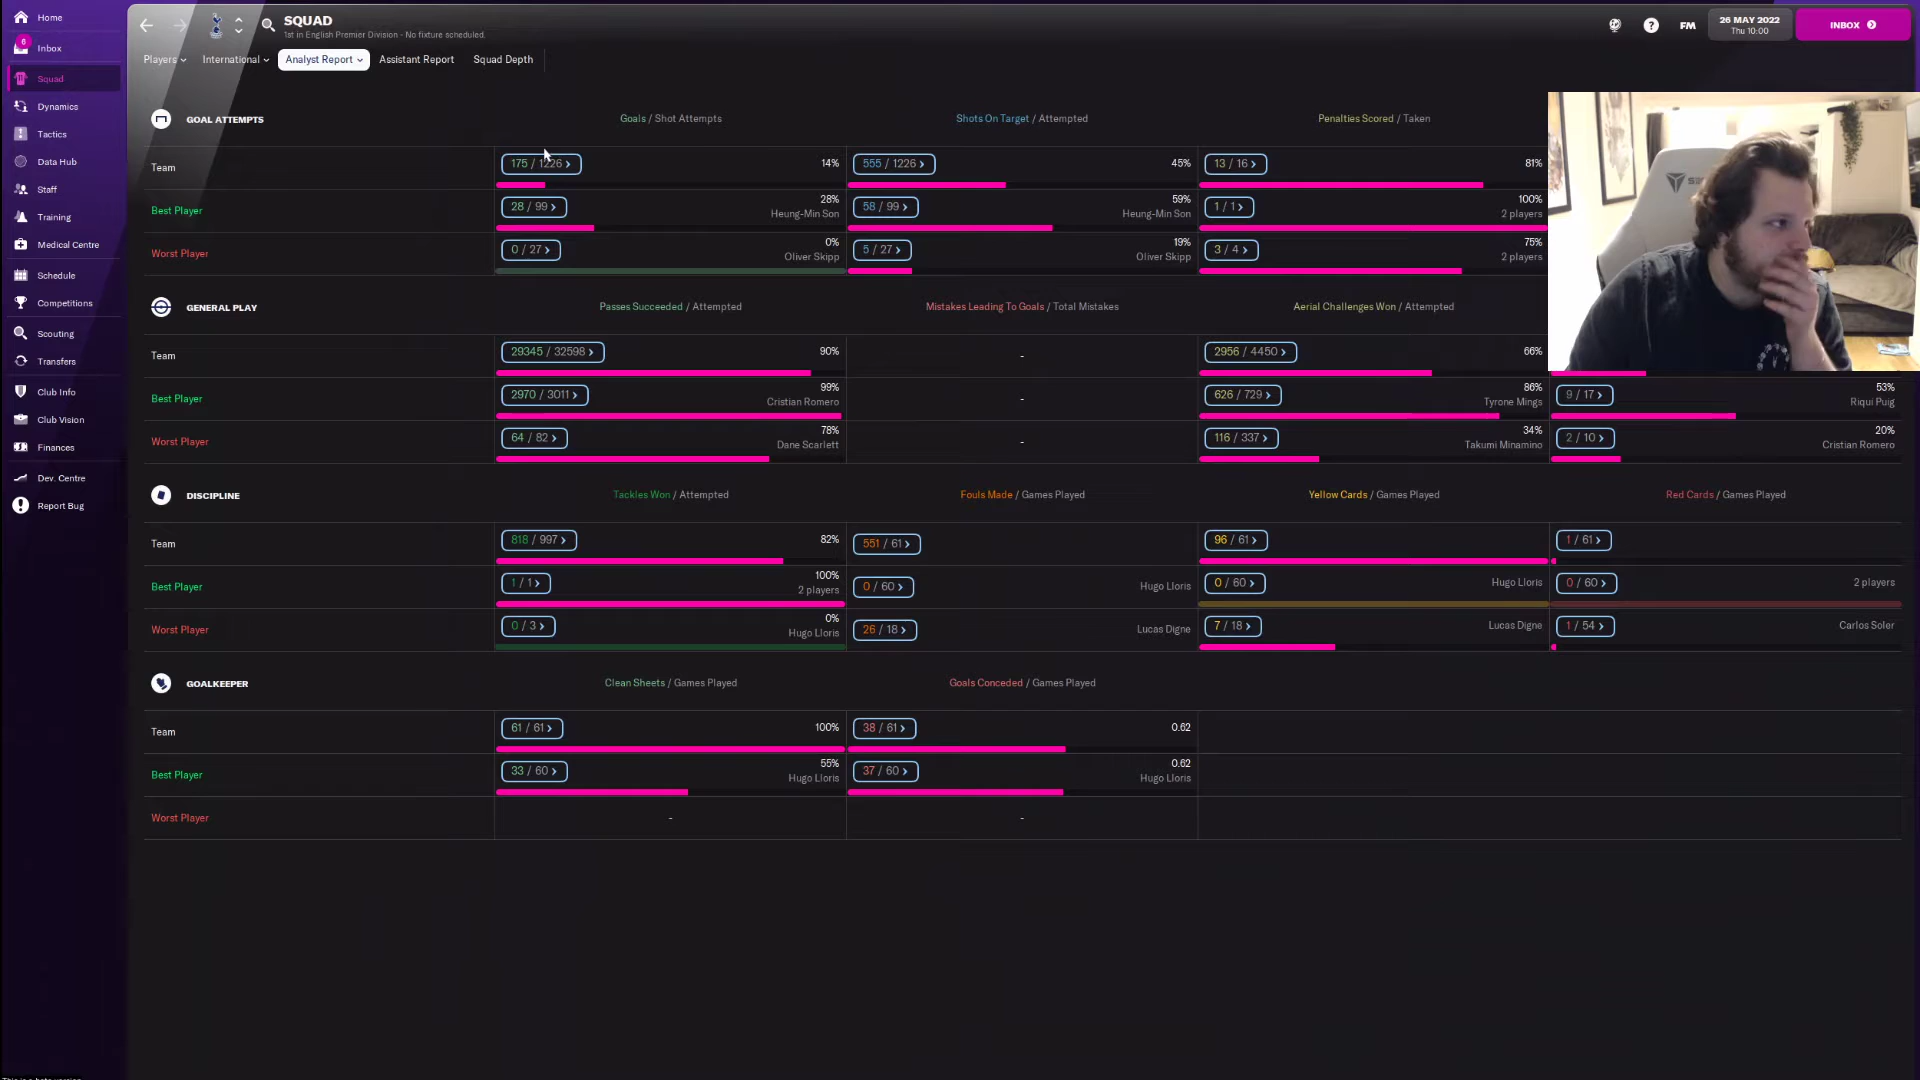 Home
Inbox
6
Squad
Dynamics
Tactics
Data Hub
Staff
Training
Medical Centre
Schedule
Competitions
Scouting
Transfers
Club Info
Club Vision
Finances
Dev. Centre
Report Bug
SQUAD
1st in English Premier Division - No fixture scheduled.
FM
26 MAY 2022
Thu 10:00
INBOX
Players International Analyst Report Assistant Report Squad Depth
GOAL ATTEMPTS Goals / Shot Attempts Shots On Target / Attempted Penalties Scored / Taken
Team 175 / 1226 14% 555 / 1226 45% 13 / 16 81%
Best Player 28 / 99 28% Heung-Min Son 58 / 99 59% Heung-Min Son 1 / 1 100% 2 players
Worst Player 0 / 27 0% Oliver Skipp 5 / 27 19% Oliver Skipp 3 / 4 75% 2 players
GENERAL PLAY Passes Succeeded / Attempted Mistakes Leading To Goals / Total Mistakes Aerial Challenges Won / Attempted
Team 29345 / 32598 90% - 2956 / 4450 66%
Best Player 2970 / 3011 99% Cristian Romero - 626 / 729 86% Tyrone Mings 9 / 17 53% Riqui Puig
Worst Player 64 / 82 78% Dane Scarlett - 116 / 337 34% Takumi Minamino 2 / 10 20% Cristian Romero
DISCIPLINE Tackles Won / Attempted Fouls Made / Games Played Yellow Cards / Games Played Red Cards / Games Played
Team 818 / 997 82% 551 / 61 96 / 61 1 / 61
Best Player 1 / 1 100% 2 players 0 / 60 Hugo Lloris 0 / 60 Hugo Lloris 0 / 60 2 players
Worst Player 0 / 3 0% Hugo Lloris 26 / 18 Lucas Digne 7 / 18 Lucas Digne 1 / 54 Carlos Soler
GOALKEEPER Clean Sheets / Games Played Goals Conceded / Games Played
Team 61 / 61 100% 38 / 61 0.62
Best Player 33 / 60 55% Hugo Lloris 37 / 60 0.62 Hugo Lloris
Worst Player - -